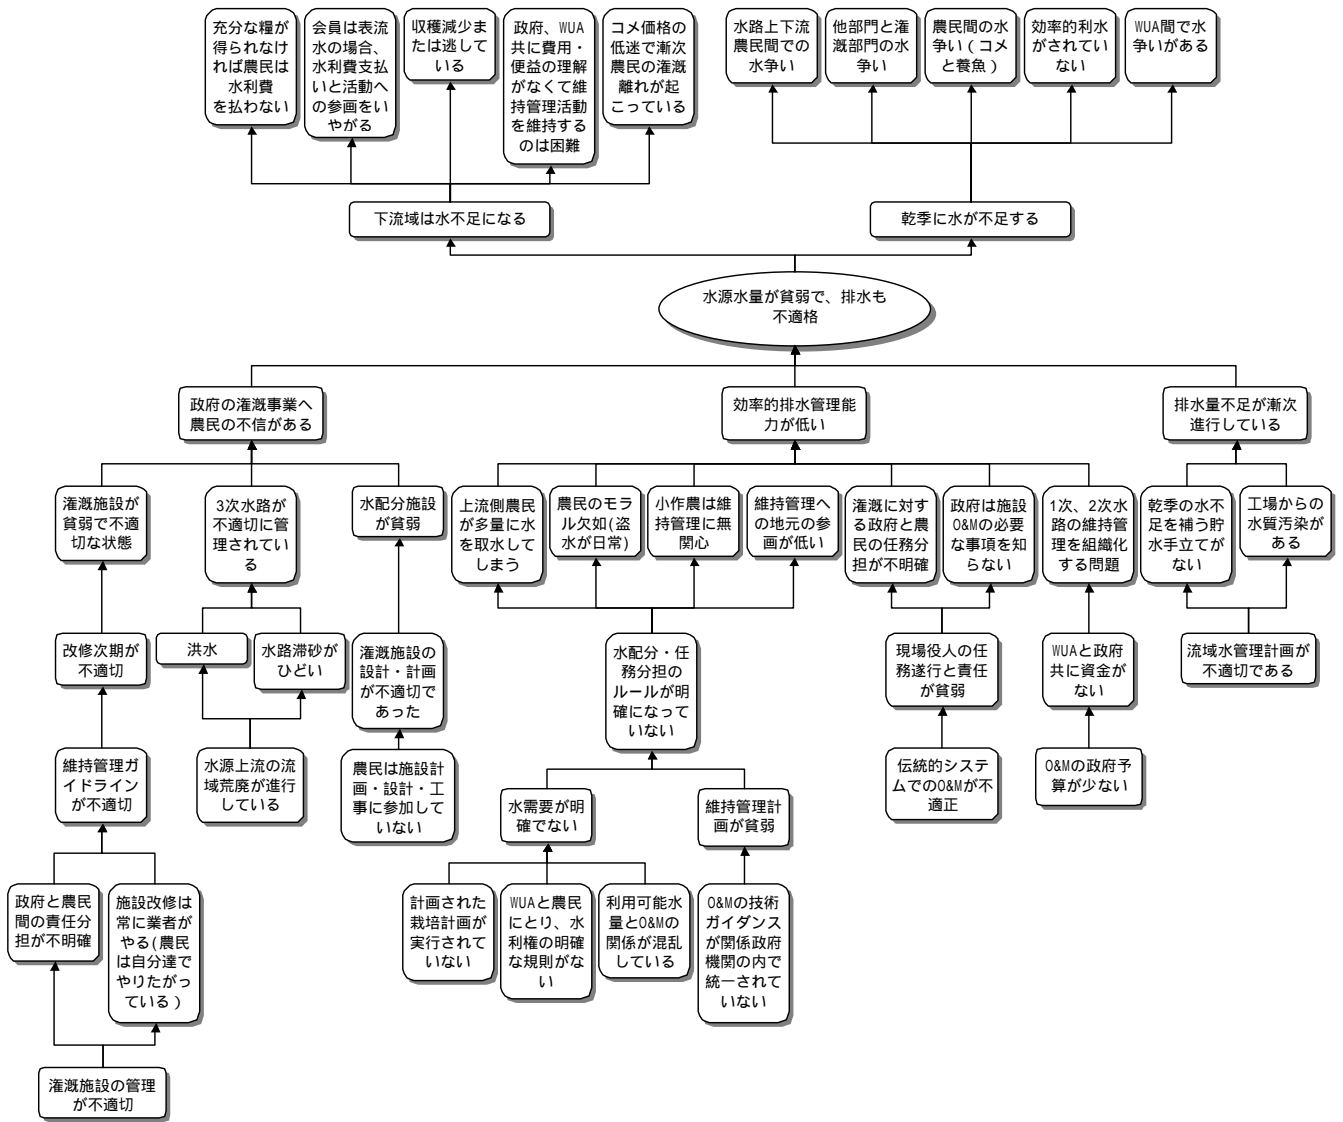 充分な糧が
得られなけ
れば農民は
水利費
を払わない
会員は表流
水の場合、
水利費支払
いと活動へ
の参画をい
やがる
収穫減少ま
たは逃して
いる
政府、WUA
共に費用・
便益の理解
がなくて維
持管理活動
を維持する
のは困難
コメ価格の
低迷で漸次
農民の灌漑
離れが起
こっている
水路上下流
農民間での
水争い
他部門と灌
漑部門の水
争い
農民間の水
争い(コメ
と養魚)
効率的利水
がされてい
ない
WUA間で水
争いがある
下流域は水不足になる
乾季に水が不足する
水源水量が貧弱で、排水も
不適格
政府の灌漑事業へ
農民の不信がある
効率的排水管理能
力が低い
排水量不足が漸次
進行している
灌漑施設が
貧弱で不適
切な状態
3次水路が
不適切に管
理されてい
る
水配分施設
が貧弱
上流側農民
が多量に水
を取水して
しまう
農民のモラ
ル欠如(盗
水が日常)
小作農は維
持管理に無
関心
維持管理へ
の地元の参
画が低い
灌漑に対す
る政府と農
民の任務分
担が不明確
政府は施設
O&Mの必要
な事項を知
らない
1次、2次水
路の維持管
理を組織化
する問題
乾季の水不
足を補う貯
水手立てが
ない
工場からの
水質汚染が
ある
改修次期が
不適切
洪水
水路滞砂が
ひどい
灌漑施設の
設計・計画
が不適切で
あった
水配分・任
務分担の
ルールが明
確になって
いない
現場役人の任
務遂行と責任
が貧弱
WUAと政府
共に資金が
ない
流域水管理計画が
不適切である
維持管理ガ
イドライン
が不適切
水源上流の流
域荒廃が進行
している
農民は施設計
画・設計・工
事に参加して
いない
水需要が明
確でない
維持管理計
画が貧弱
伝統的システ
ムでのO&Mが不
適正
O&Mの政府予
算が少ない
政府と農民
間の責任分
担が不明確
施設改修は
常に業者が
やる(農民
は自分達で
やりたがっ
ている)
計画された
栽培計画が
実行されて
いない
WUAと農民
にとり、水
利権の明確
な規則がな
い
利用可能水
量とO&Mの
関係が混乱
している
O&Mの技術
ガイダンス
が関係政府
機関の内で
統一されて
いない
灌漑施設の管理
が不適切